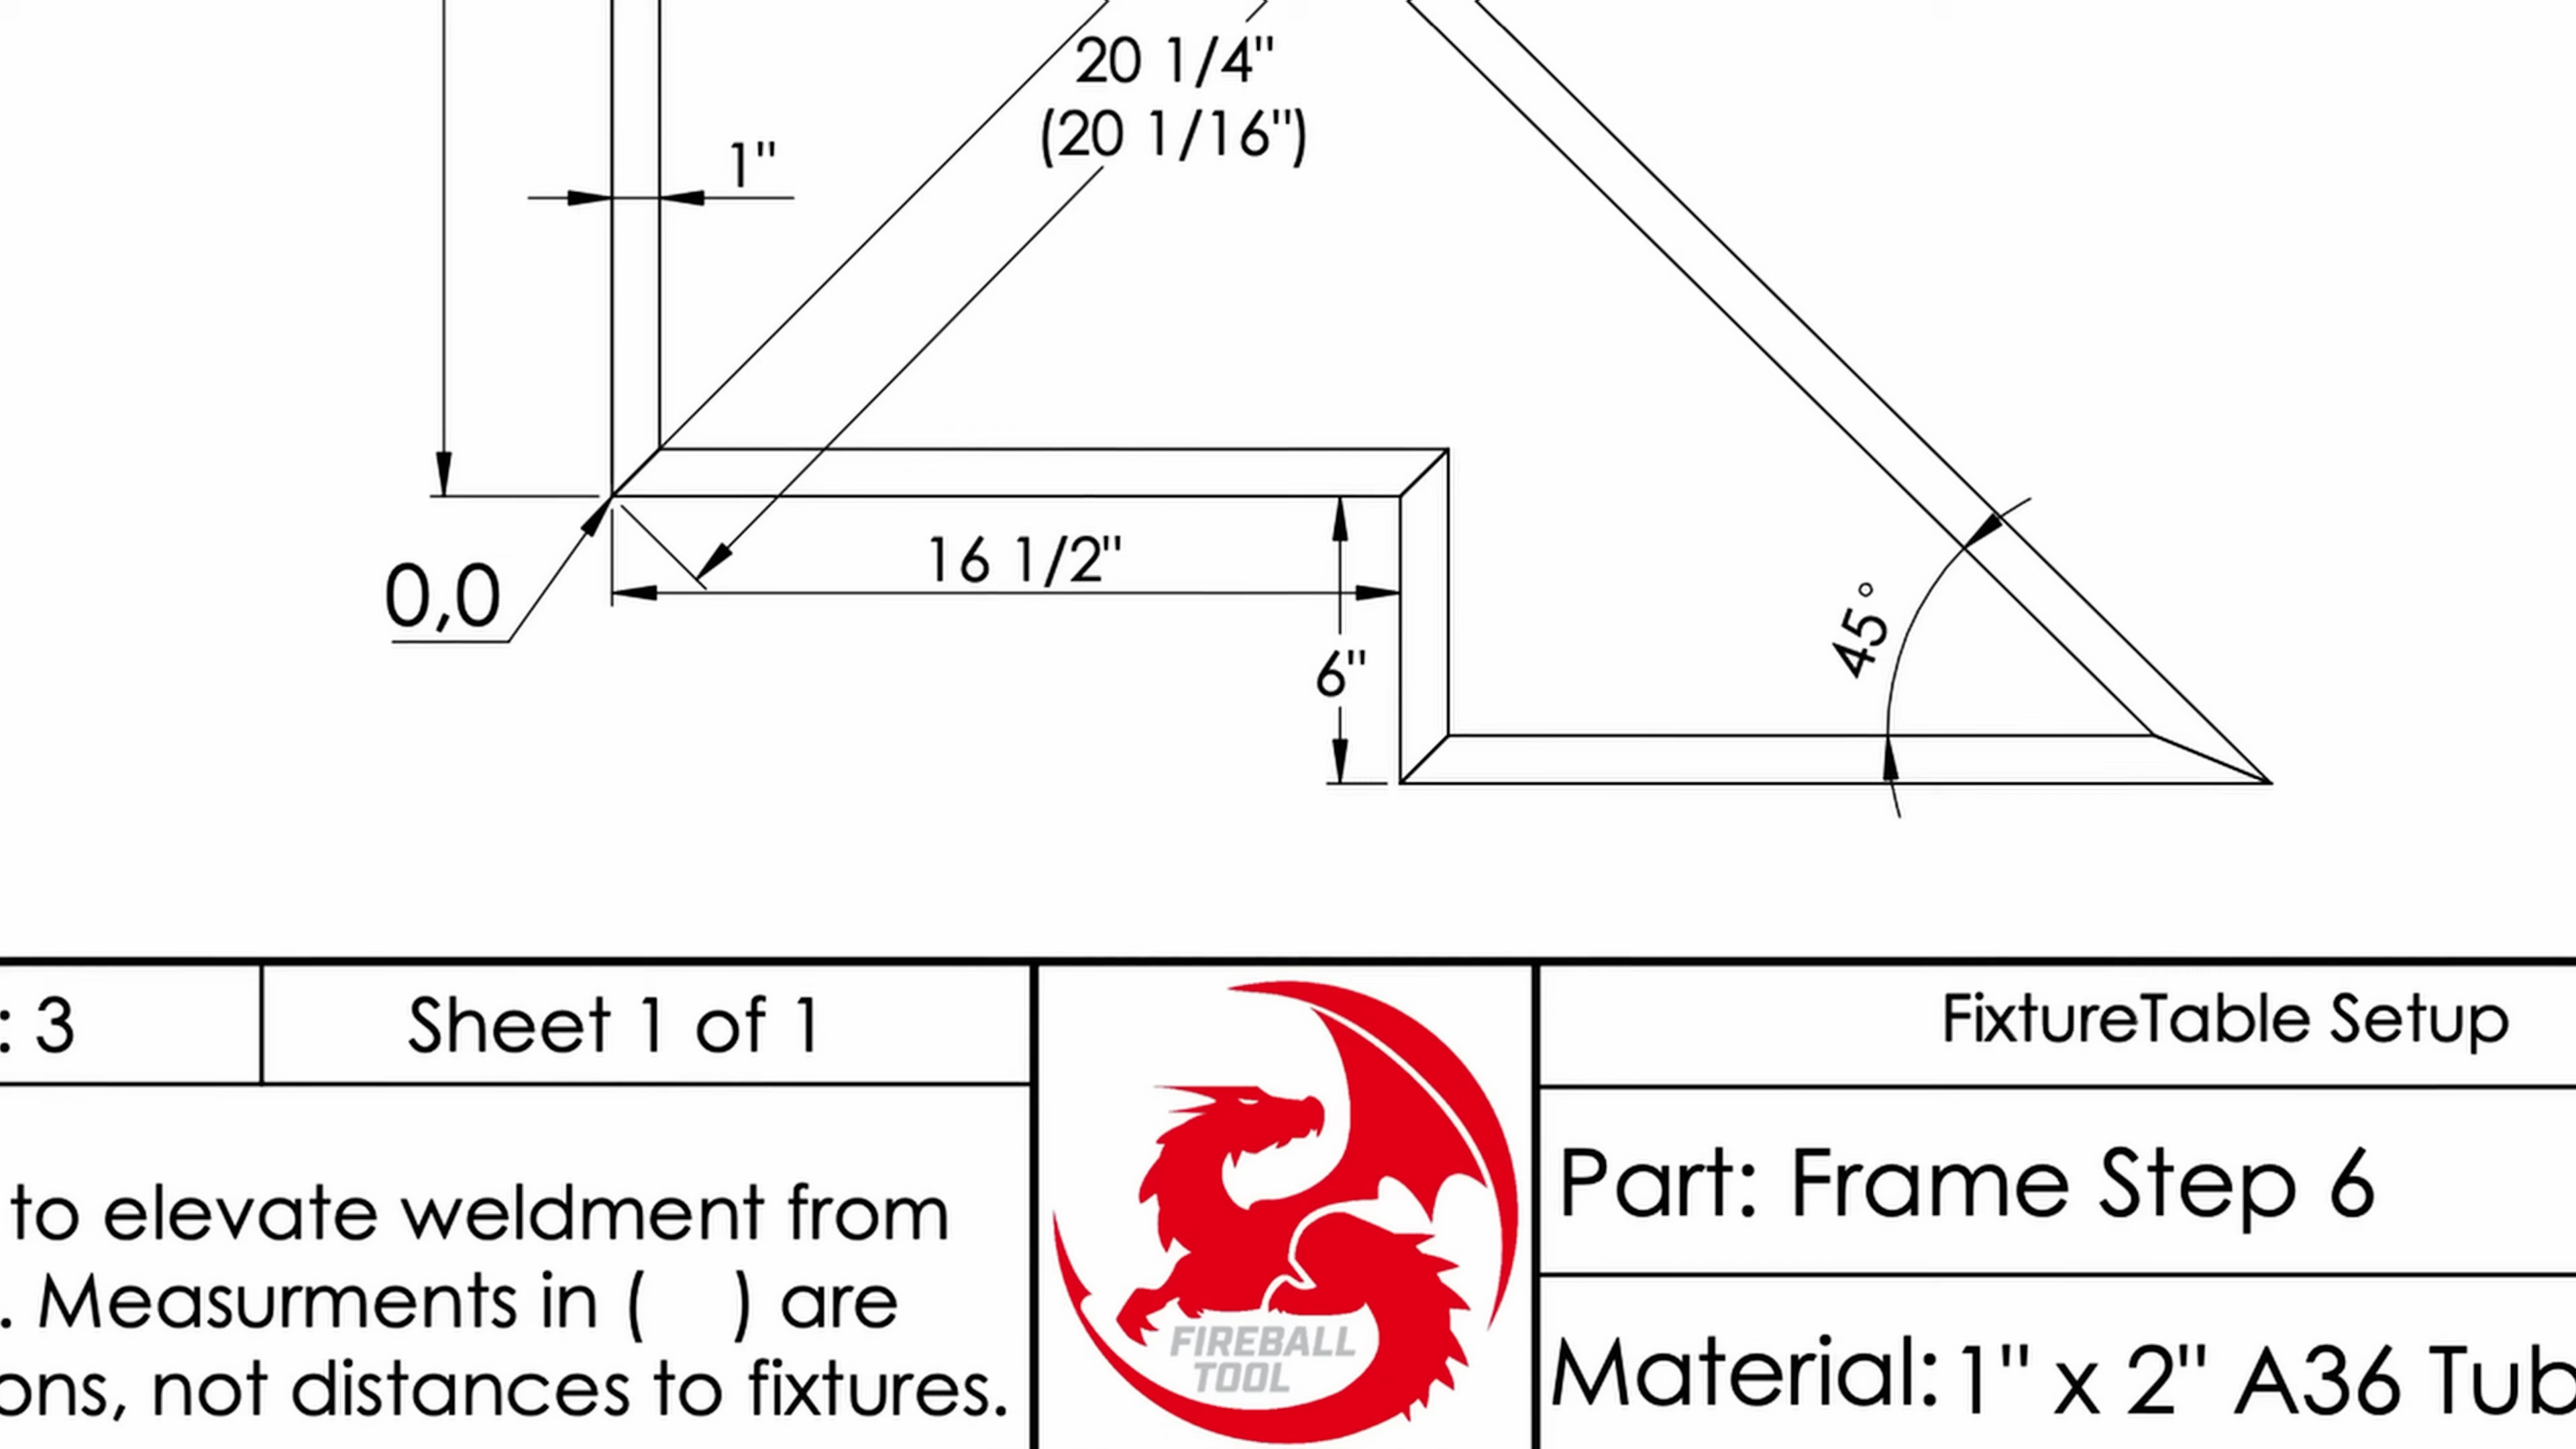 20 1/4"
(20 1/16")
1"
0,0
16 1/2"
6"
45°
: 3
Sheet 1 of 1
to elevate weldment from
. Measurments in (   ) are
ons, not distances to fixtures.
FIREBALL
TOOL
FixtureTable Setup
Part: Frame Step 6
Material: 1" x 2" A36 Tub